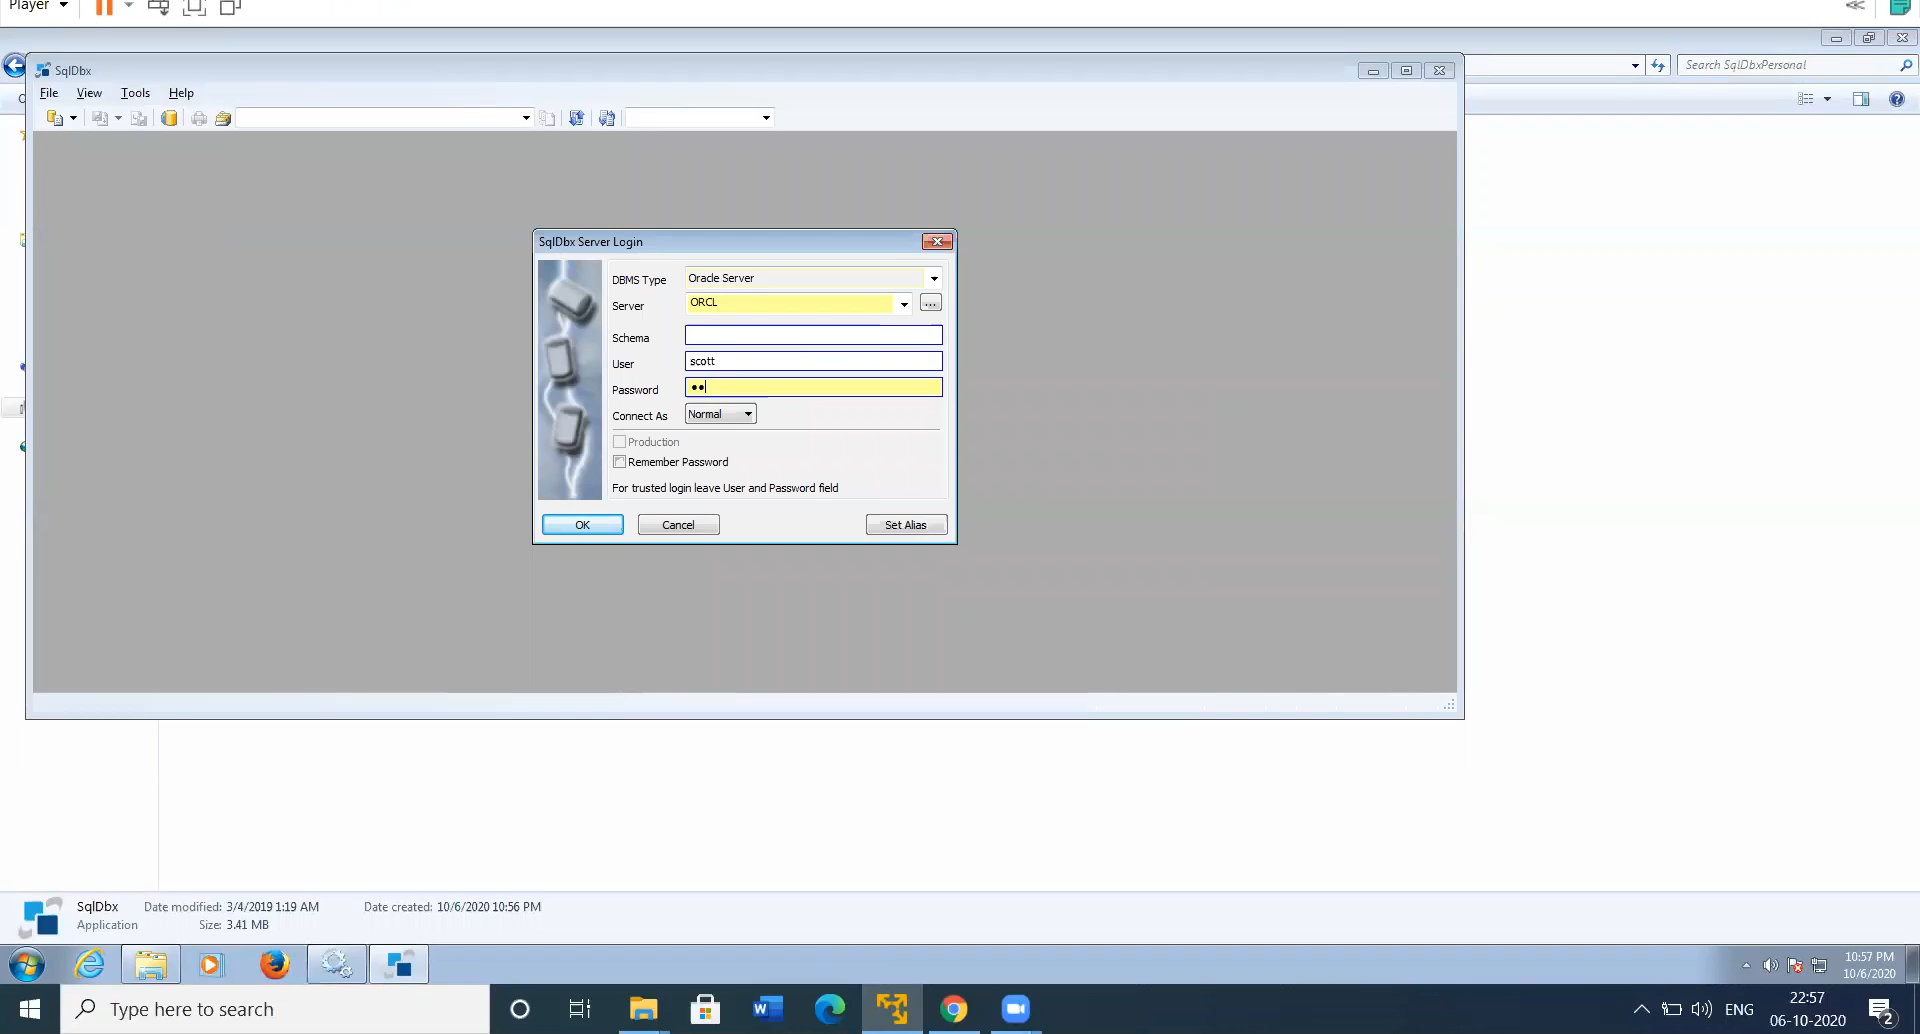 Player
Search SqlDbxPersonal
SqlDbx
File View Tools Help
SqlDbx Server Login
DBMS Type Oracle Server
Server ORCL
...
Schema
User scott
Password ●●
Connect As Normal
Production
Remember Password
For trusted login leave User and Password field
OK Cancel Set Alias
SqlDbx Date modified: 3/4/2019 1:19 AM Date created: 10/6/2020 10:56 PM
Application Size: 3.41 MB
10:57 PM
10/6/2020
Type here to search
ENG
22:57
06-10-2020
2